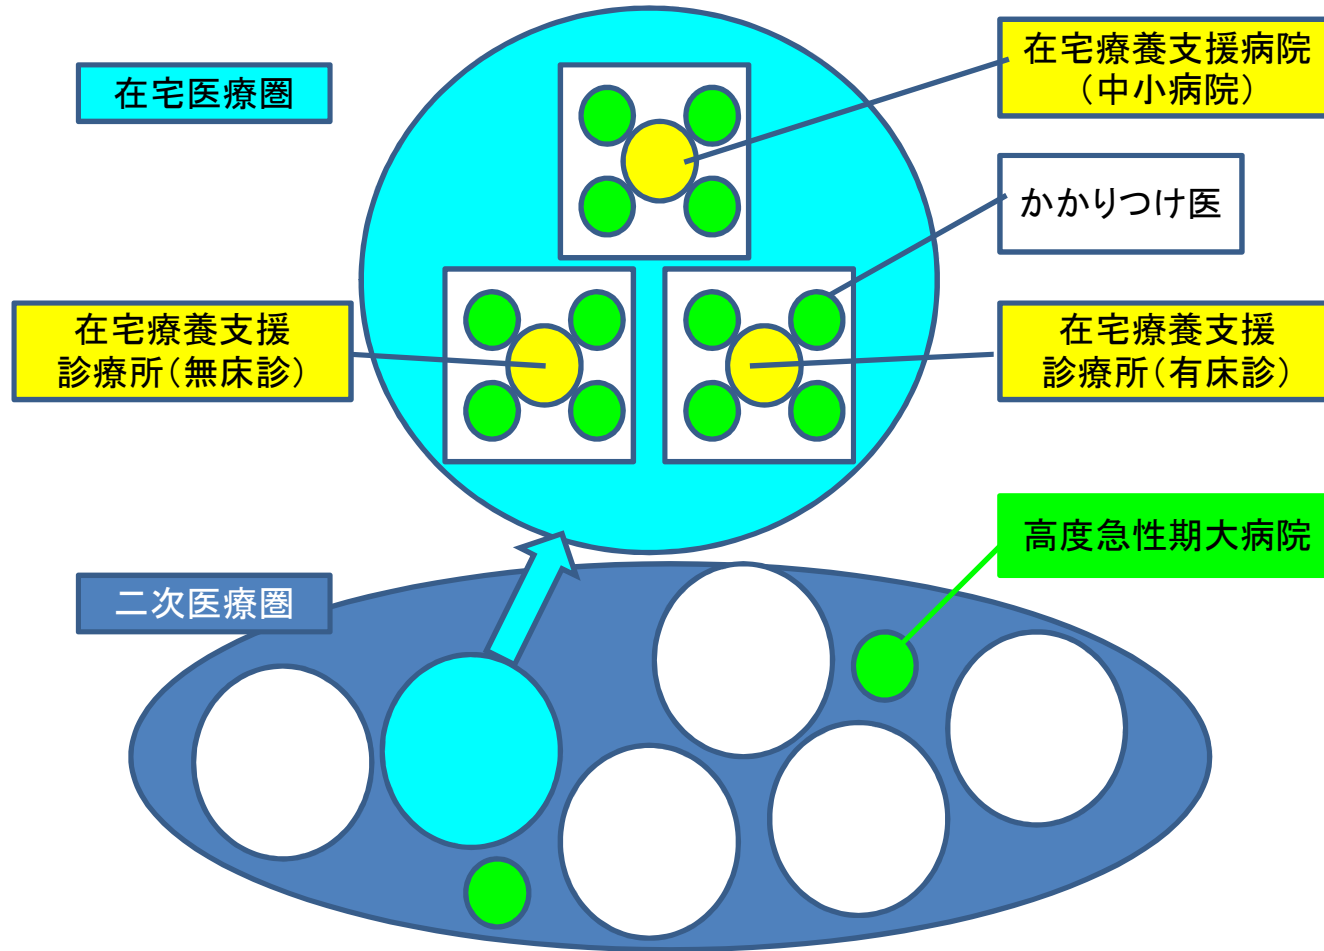 在宅医療圏
在宅療養支援病院
（中小病院）
かかりつけ医
在宅療養支援
診療所（無床診）
在宅療養支援
診療所（有床診）
高度急性期大病院
二次医療圏